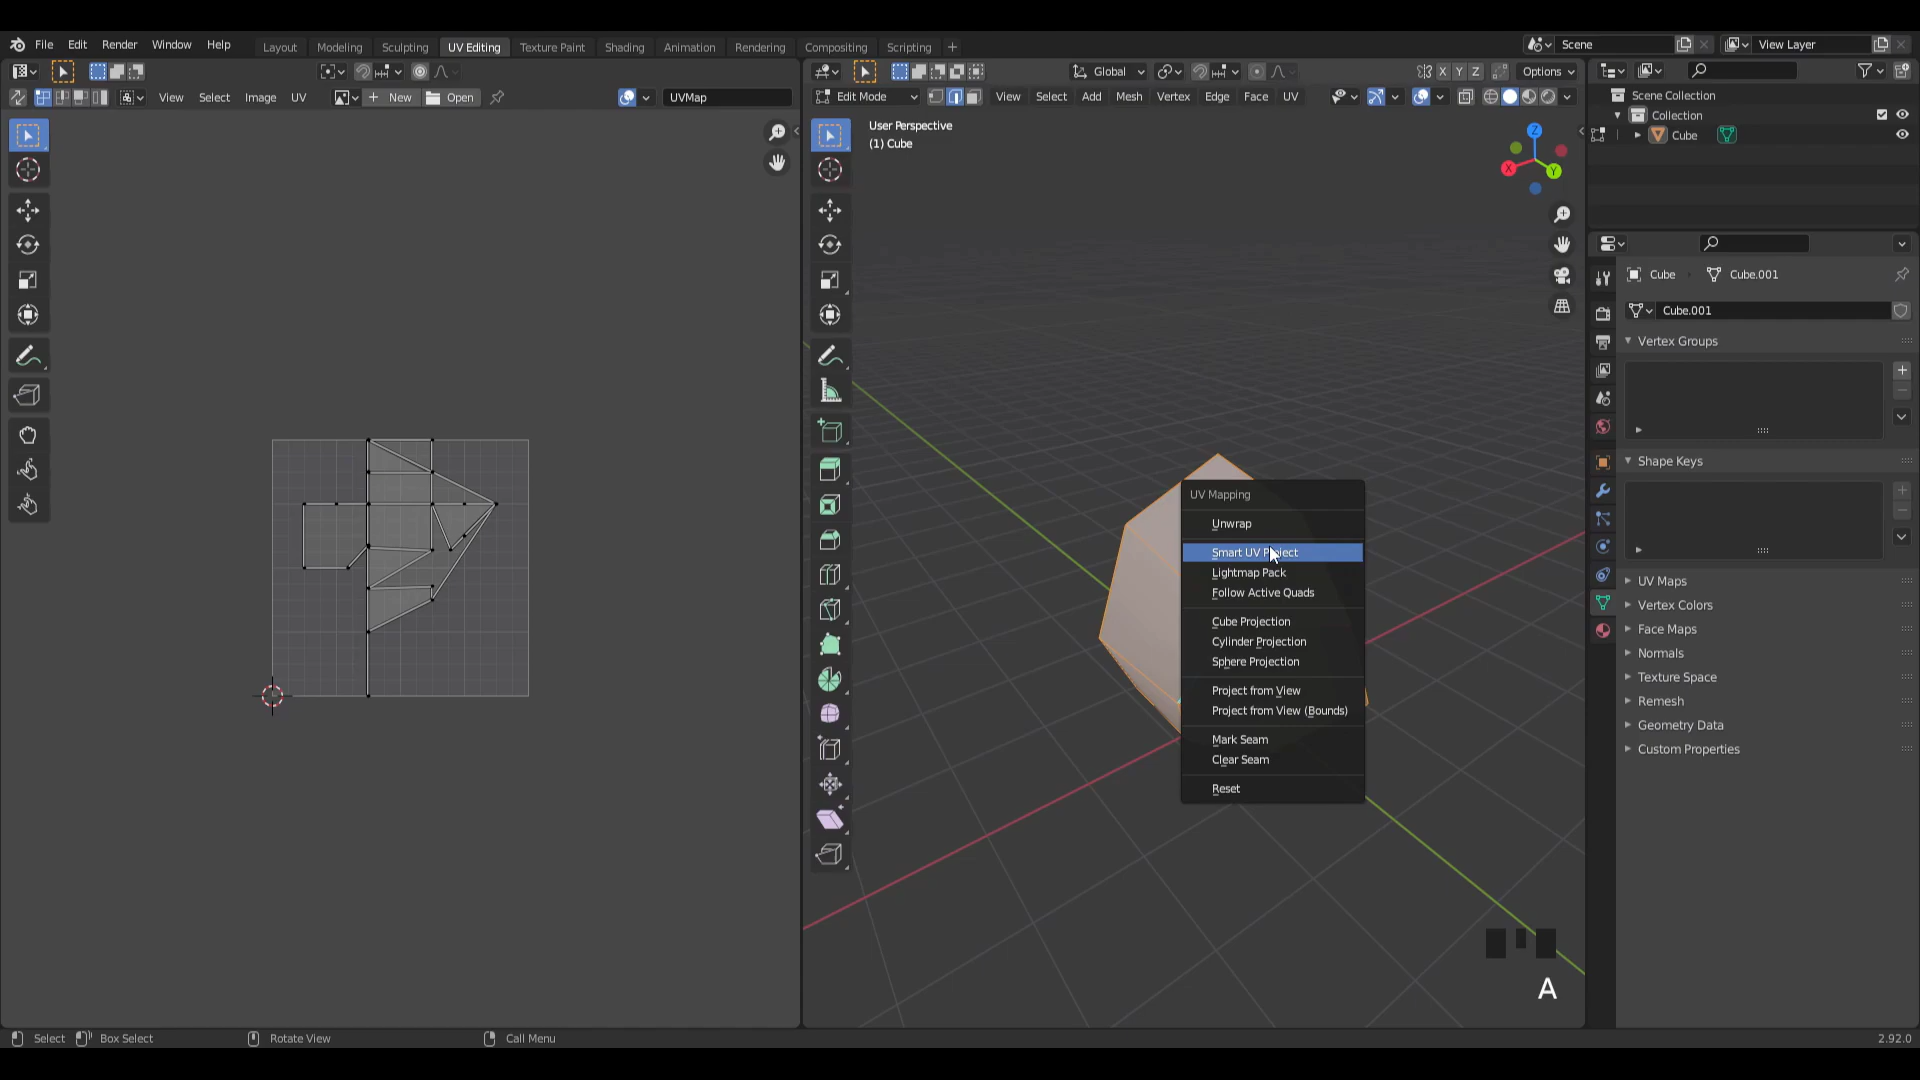 File Edit Render Window Help Layout Modeling Sculpting UV Editing Texture Paint Shading Animation Rendering Compositing Scripting + Scene View Layer
Global X Y Z Options
View Select Image UV New Open UVMap Edit Mode View Select Add Mesh Vertex Edge Face UV
Scene Collection
Collection
Cube
User Perspective
(1) Cube
Z
X
Y
Cube Cube.001
Cube.001
Vertex Groups
Shape Keys
UV Maps
Vertex Colors
Face Maps
Normals
Texture Space
Remesh
Geometry Data
Custom Properties
UV Mapping
Unwrap
Smart UV Project
Lightmap Pack
Follow Active Quads
Cube Projection
Cylinder Projection
Sphere Projection
Project from View
Project from View (Bounds)
Mark Seam
Clear Seam
Reset
A
Select Box Select Rotate View Call Menu 2.92.0